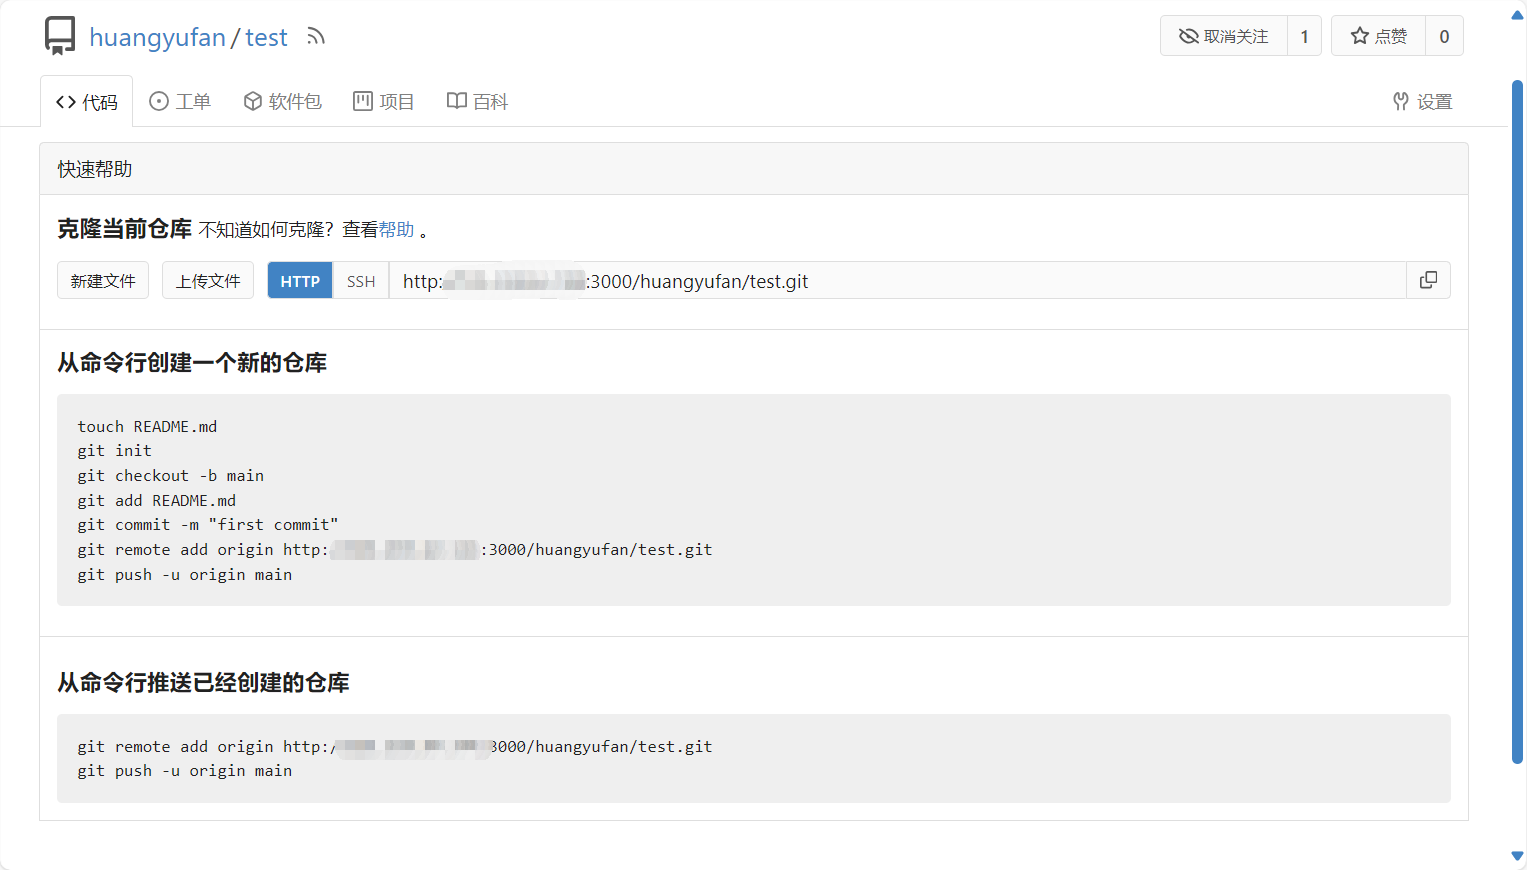 huangyufan / test
取消关注 1 点赞 0
代码 工单 软件包 项目 百科 设置
快速帮助
克隆当前仓库 不知道如何克隆？查看帮助 。
新建文件 上传文件 HTTP SSH http: :3000/huangyufan/test.git
从命令行创建一个新的仓库
touch README.md
git init
git checkout -b main
git add README.md
git commit -m "first commit"
git remote add origin http: :3000/huangyufan/test.git
git push -u origin main
从命令行推送已经创建的仓库
git remote add origin http:/ 3000/huangyufan/test.git
git push -u origin main